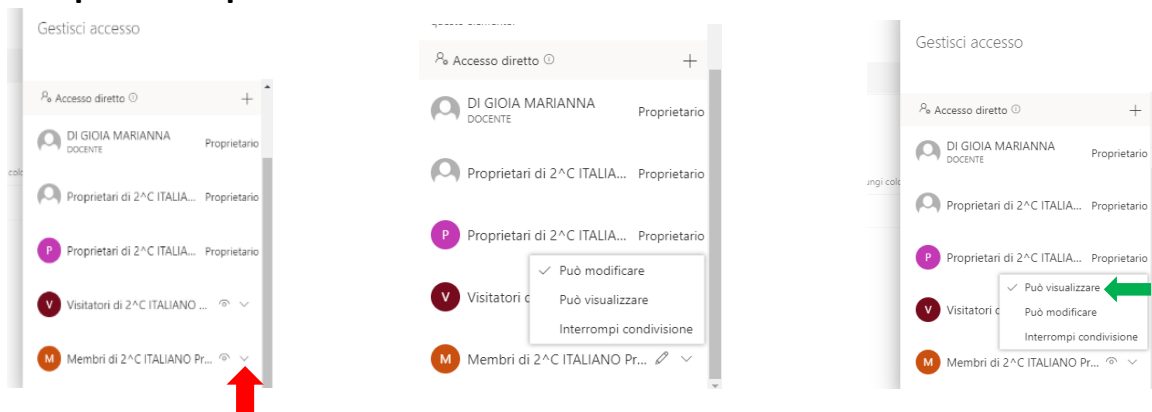 Gestisci accesso
Accesso diretto
DI GIOIA MARIANNA
DOCENTE
Proprietario
Proprietari di 2^C ITALIA... Proprietario
P Proprietari di 2^C ITALIA... Proprietario
V Visitatori di 2^C ITALIANO ...
M Membri di 2^C ITALIANO Pr...
Accesso diretto
DI GIOIA MARIANNA
DOCENTE
Proprietario
Proprietari di 2^C ITALIA... Proprietario
P Proprietari di 2^C ITALIA... Proprietario
Può modificare
V Visitatori
Può visualizzare
Interrompi condivisione
M Membri di 2^C ITALIANO Pr...
Gestisci accesso
Accesso diretto
DI GIOIA MARIANNA
DOCENTE
Proprietario
Proprietari di 2^C ITALIA... Proprietario
P Proprietari di 2^C ITALIA... Proprietario
Può visualizzare
V Visitatori
Può modificare
Interrompi condivisione
M Membri di 2^C ITALIANO Pr...